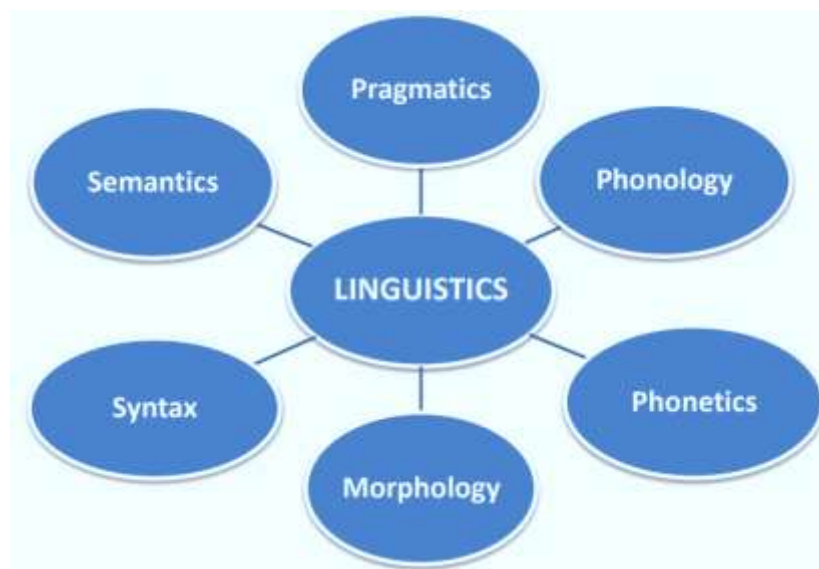 Pragmatics
Semantics
Phonology
LINGUISTICS
Syntax
Phonetics
Morphology